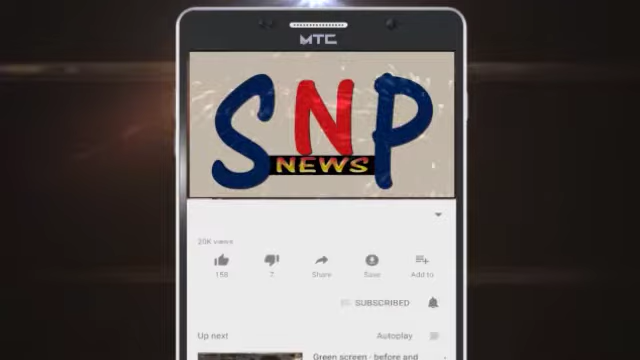 MTC
SNP
NEWS
20K views
158 7 Share Save Add to
SUBSCRIBED
Up next Autoplay
Green screen - before and